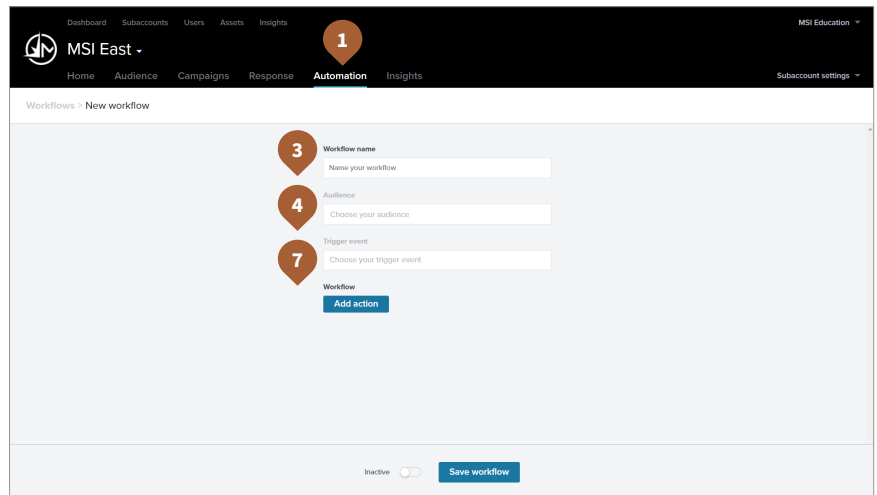 Dashboard Subaccounts Users Assets Insights MSI Education
1
MSI East
Home Audience Campaigns Response Automation Insights Subaccount settings
Workflows > New workflow
3 Workflow name
Name your workflow
4 Audience
Choose your audience
Trigger event
7 Choose your trigger event
Workflow
Add action
Inactive Save workflow